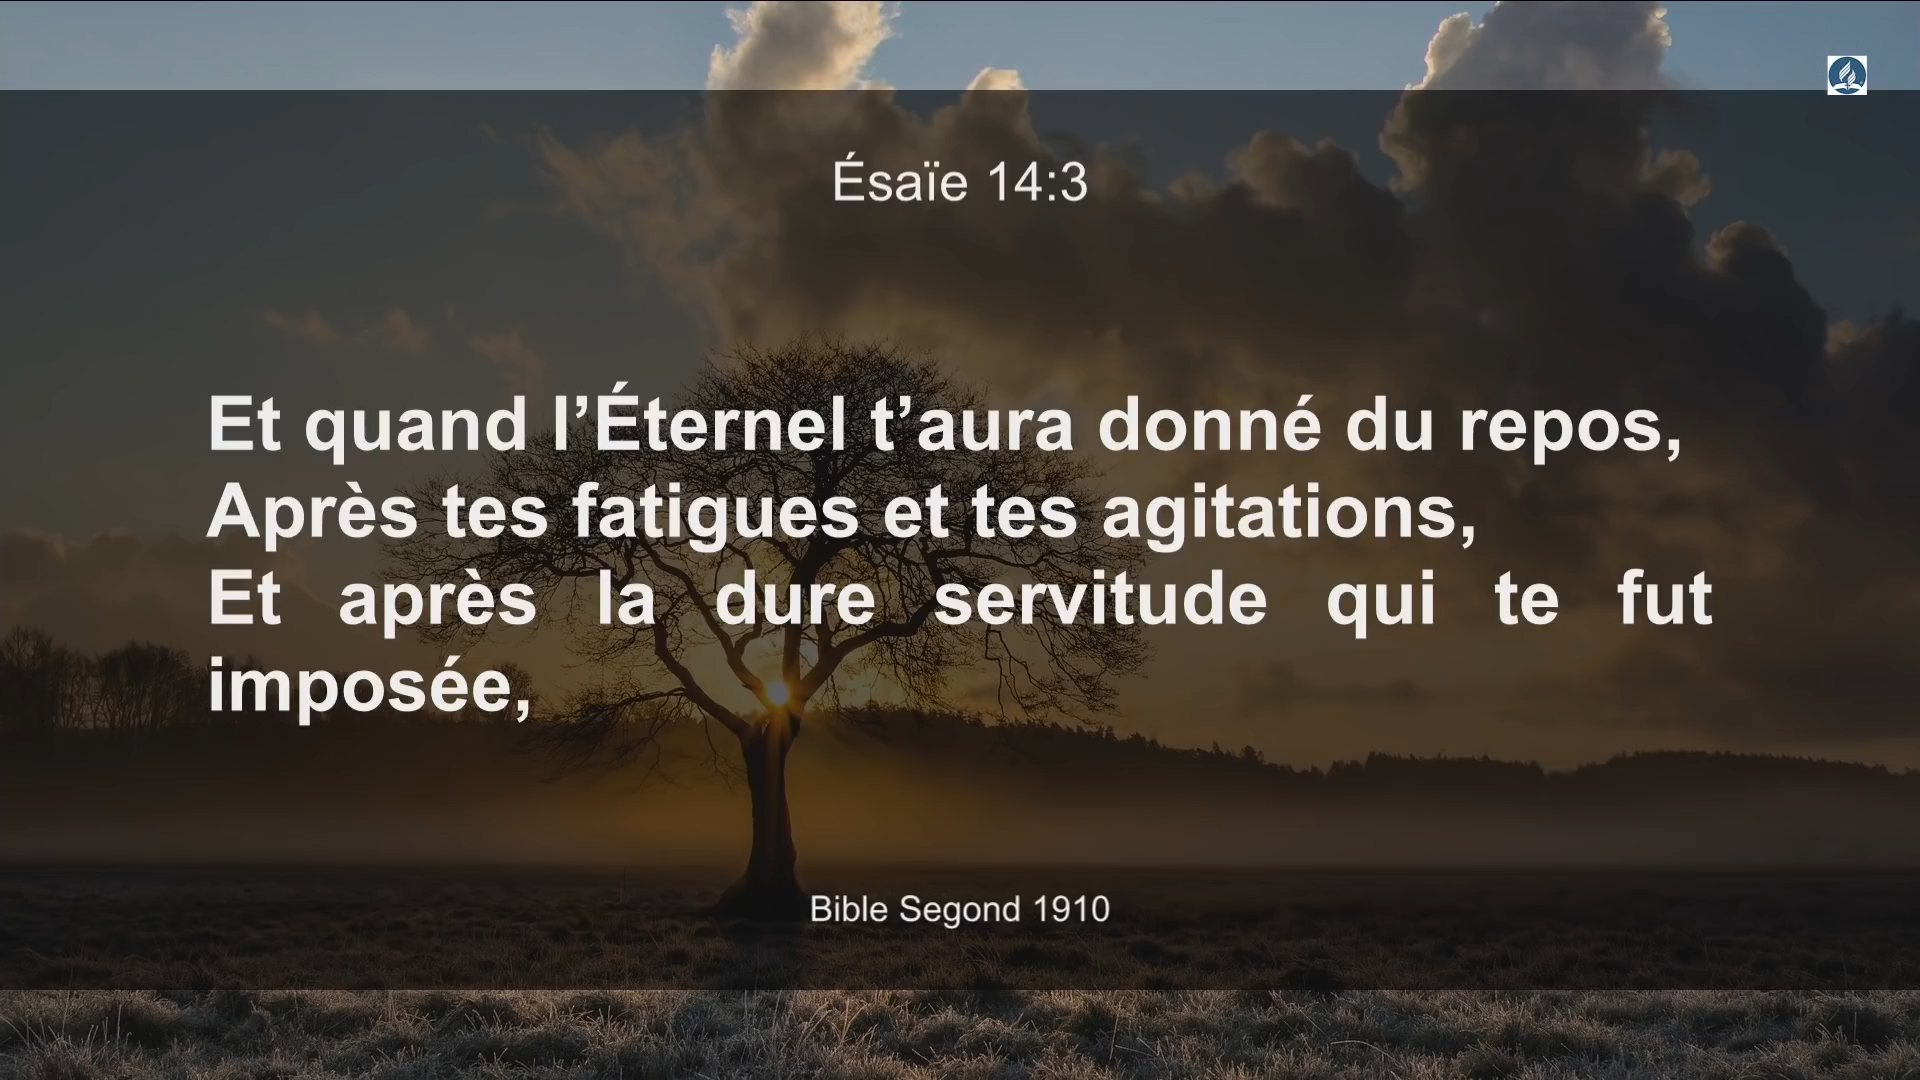 Ésaïe 14:3
Et quand l’Éternel t’aura donné du repos,
Après tes fatigues et tes agitations,
Et après la dure servitude qui te fut
imposée,
Bible Segond 1910